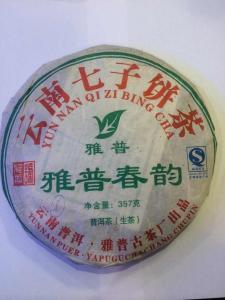 云南七子饼茶
YUN NAN QI ZI BING CHA
雅普
雅普春韵
净含量：357克
普洱茶（生茶）
云南普洱·雅普古茶厂出品
YUNNANPUER·YAPUGUCHACHANG CHUPIN